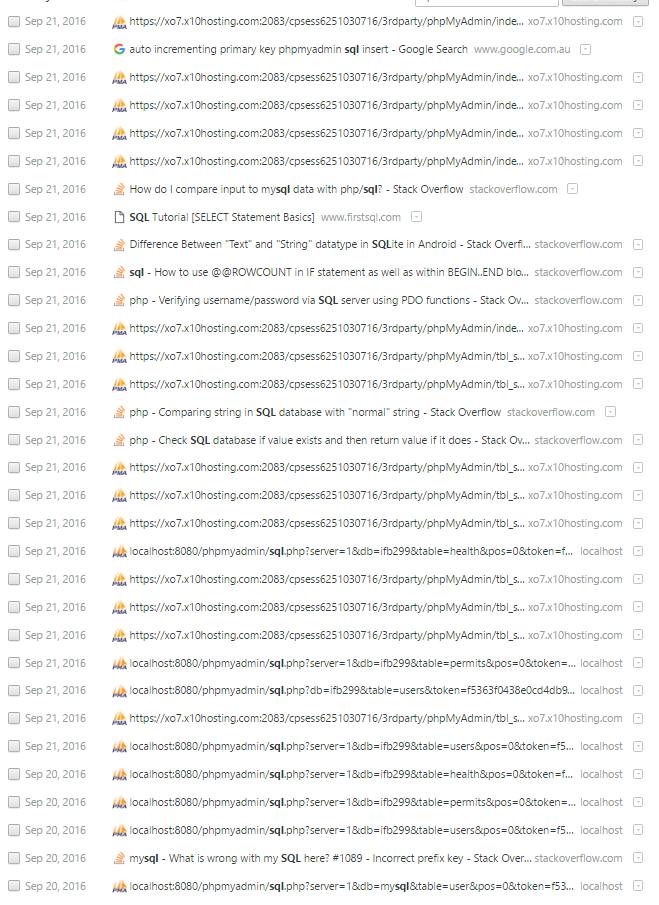 Sep 21, 2016 https://xo7.x10hosting.com:2083/cpsess6251030716/3rdparty/phpMyAdmin/inde... xo7.x10hosting.com
Sep 21, 2016 auto incrementing primary key phpmyadmin sql insert - Google Search www.google.com.au
Sep 21, 2016 https://xo7.x10hosting.com:2083/cpsess6251030716/3rdparty/phpMyAdmin/inde... xo7.x10hosting.com
Sep 21, 2016 https://xo7.x10hosting.com:2083/cpsess6251030716/3rdparty/phpMyAdmin/inde... xo7.x10hosting.com
Sep 21, 2016 https://xo7.x10hosting.com:2083/cpsess6251030716/3rdparty/phpMyAdmin/inde... xo7.x10hosting.com
Sep 21, 2016 https://xo7.x10hosting.com:2083/cpsess6251030716/3rdparty/phpMyAdmin/inde... xo7.x10hosting.com
Sep 21, 2016 How do I compare input to mysql data with php/sql? - Stack Overflow stackoverflow.com
Sep 21, 2016 SQL Tutorial [SELECT Statement Basics] www.firstsql.com
Sep 21, 2016 Difference Between "Text" and "String" datatype in SQLite in Android - Stack Overfl... stackoverflow.com
Sep 21, 2016 sql - How to use @@ROWCOUNT in IF statement as well as within BEGIN..END blo... stackoverflow.com
Sep 21, 2016 php - Verifying username/password via SQL server using PDO functions - Stack Ov... stackoverflow.com
Sep 21, 2016 https://xo7.x10hosting.com:2083/cpsess6251030716/3rdparty/phpMyAdmin/inde... xo7.x10hosting.com
Sep 21, 2016 https://xo7.x10hosting.com:2083/cpsess6251030716/3rdparty/phpMyAdmin/tbl_s... xo7.x10hosting.com
Sep 21, 2016 https://xo7.x10hosting.com:2083/cpsess6251030716/3rdparty/phpMyAdmin/tbl_s... xo7.x10hosting.com
Sep 21, 2016 php - Comparing string in SQL database with "normal" string - Stack Overflow stackoverflow.com
Sep 21, 2016 php - Check SQL database if value exists and then return value if it does - Stack Ov... stackoverflow.com
Sep 21, 2016 https://xo7.x10hosting.com:2083/cpsess6251030716/3rdparty/phpMyAdmin/tbl_s... xo7.x10hosting.com
Sep 21, 2016 https://xo7.x10hosting.com:2083/cpsess6251030716/3rdparty/phpMyAdmin/tbl_s... xo7.x10hosting.com
Sep 21, 2016 https://xo7.x10hosting.com:2083/cpsess6251030716/3rdparty/phpMyAdmin/tbl_s... xo7.x10hosting.com
Sep 21, 2016 localhost:8080/phpmyadmin/sql.php?server=1&db=ifb299&table=health&pos=0&token=f... localhost
Sep 21, 2016 https://xo7.x10hosting.com:2083/cpsess6251030716/3rdparty/phpMyAdmin/tbl_s... xo7.x10hosting.com
Sep 21, 2016 https://xo7.x10hosting.com:2083/cpsess6251030716/3rdparty/phpMyAdmin/tbl_s... xo7.x10hosting.com
Sep 21, 2016 https://xo7.x10hosting.com:2083/cpsess6251030716/3rdparty/phpMyAdmin/tbl_s... xo7.x10hosting.com
Sep 21, 2016 localhost:8080/phpmyadmin/sql.php?server=1&db=ifb299&table=permits&pos=0&token=... localhost
Sep 21, 2016 localhost:8080/phpmyadmin/sql.php?db=ifb299&table=users&token=f5363f0438e0cd4db9... localhost
Sep 21, 2016 https://xo7.x10hosting.com:2083/cpsess6251030716/3rdparty/phpMyAdmin/tbl_s... xo7.x10hosting.com
Sep 21, 2016 localhost:8080/phpmyadmin/sql.php?server=1&db=ifb299&table=users&pos=0&token=f5... localhost
Sep 20, 2016 localhost:8080/phpmyadmin/sql.php?server=1&db=ifb299&table=health&pos=0&token=f... localhost
Sep 20, 2016 localhost:8080/phpmyadmin/sql.php?server=1&db=ifb299&table=permits&pos=0&token=... localhost
Sep 20, 2016 localhost:8080/phpmyadmin/sql.php?server=1&db=ifb299&table=users&pos=0&token=f5... localhost
Sep 20, 2016 mysql - What is wrong with my SQL here? #1089 - Incorrect prefix key - Stack Over... stackoverflow.com
Sep 20, 2016 localhost:8080/phpmyadmin/sql.php?server=1&db=mysql&table=user&pos=0&token=f53... localhost